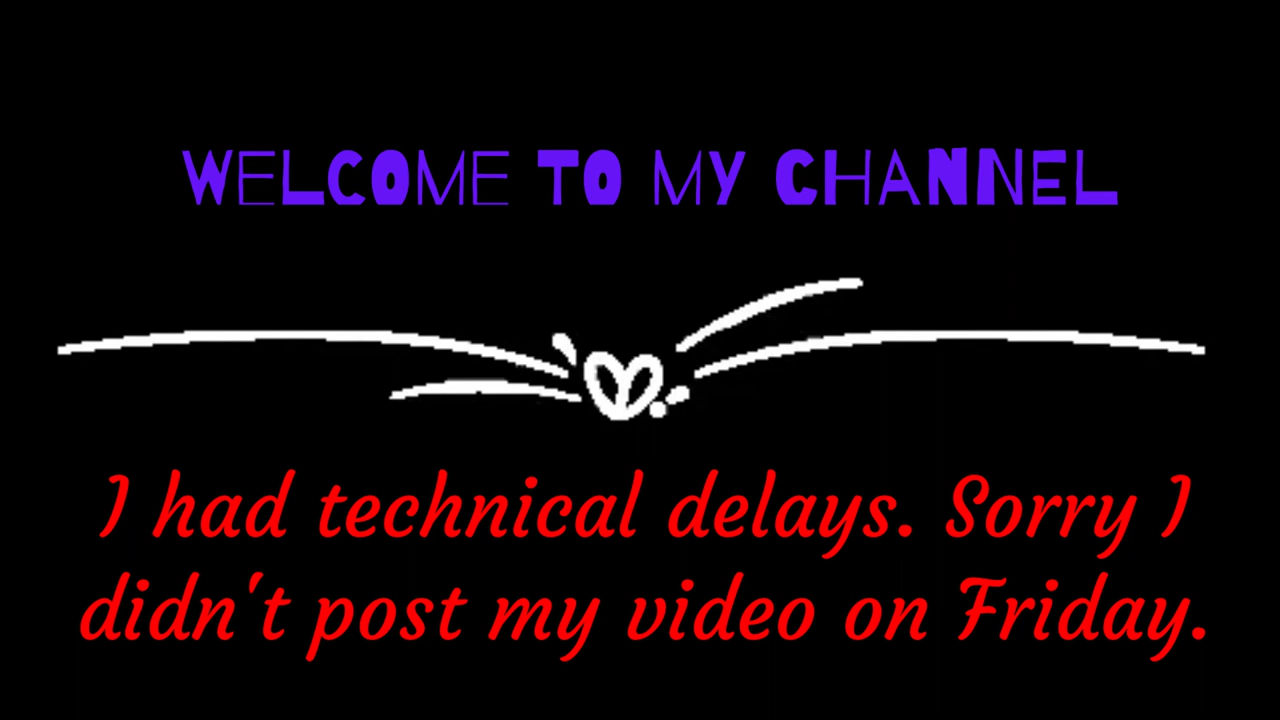 WELCOME TO MY CHANNEL
I had technical delays. Sorry I
didn't post my video on Friday.